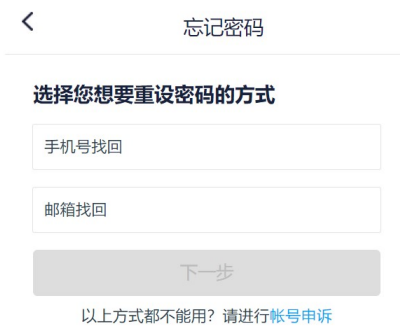 忘记密码
选择您想要重设密码的方式
手机号找回
邮箱找回
下一步
以上方式都不能用？请进行帐号申诉